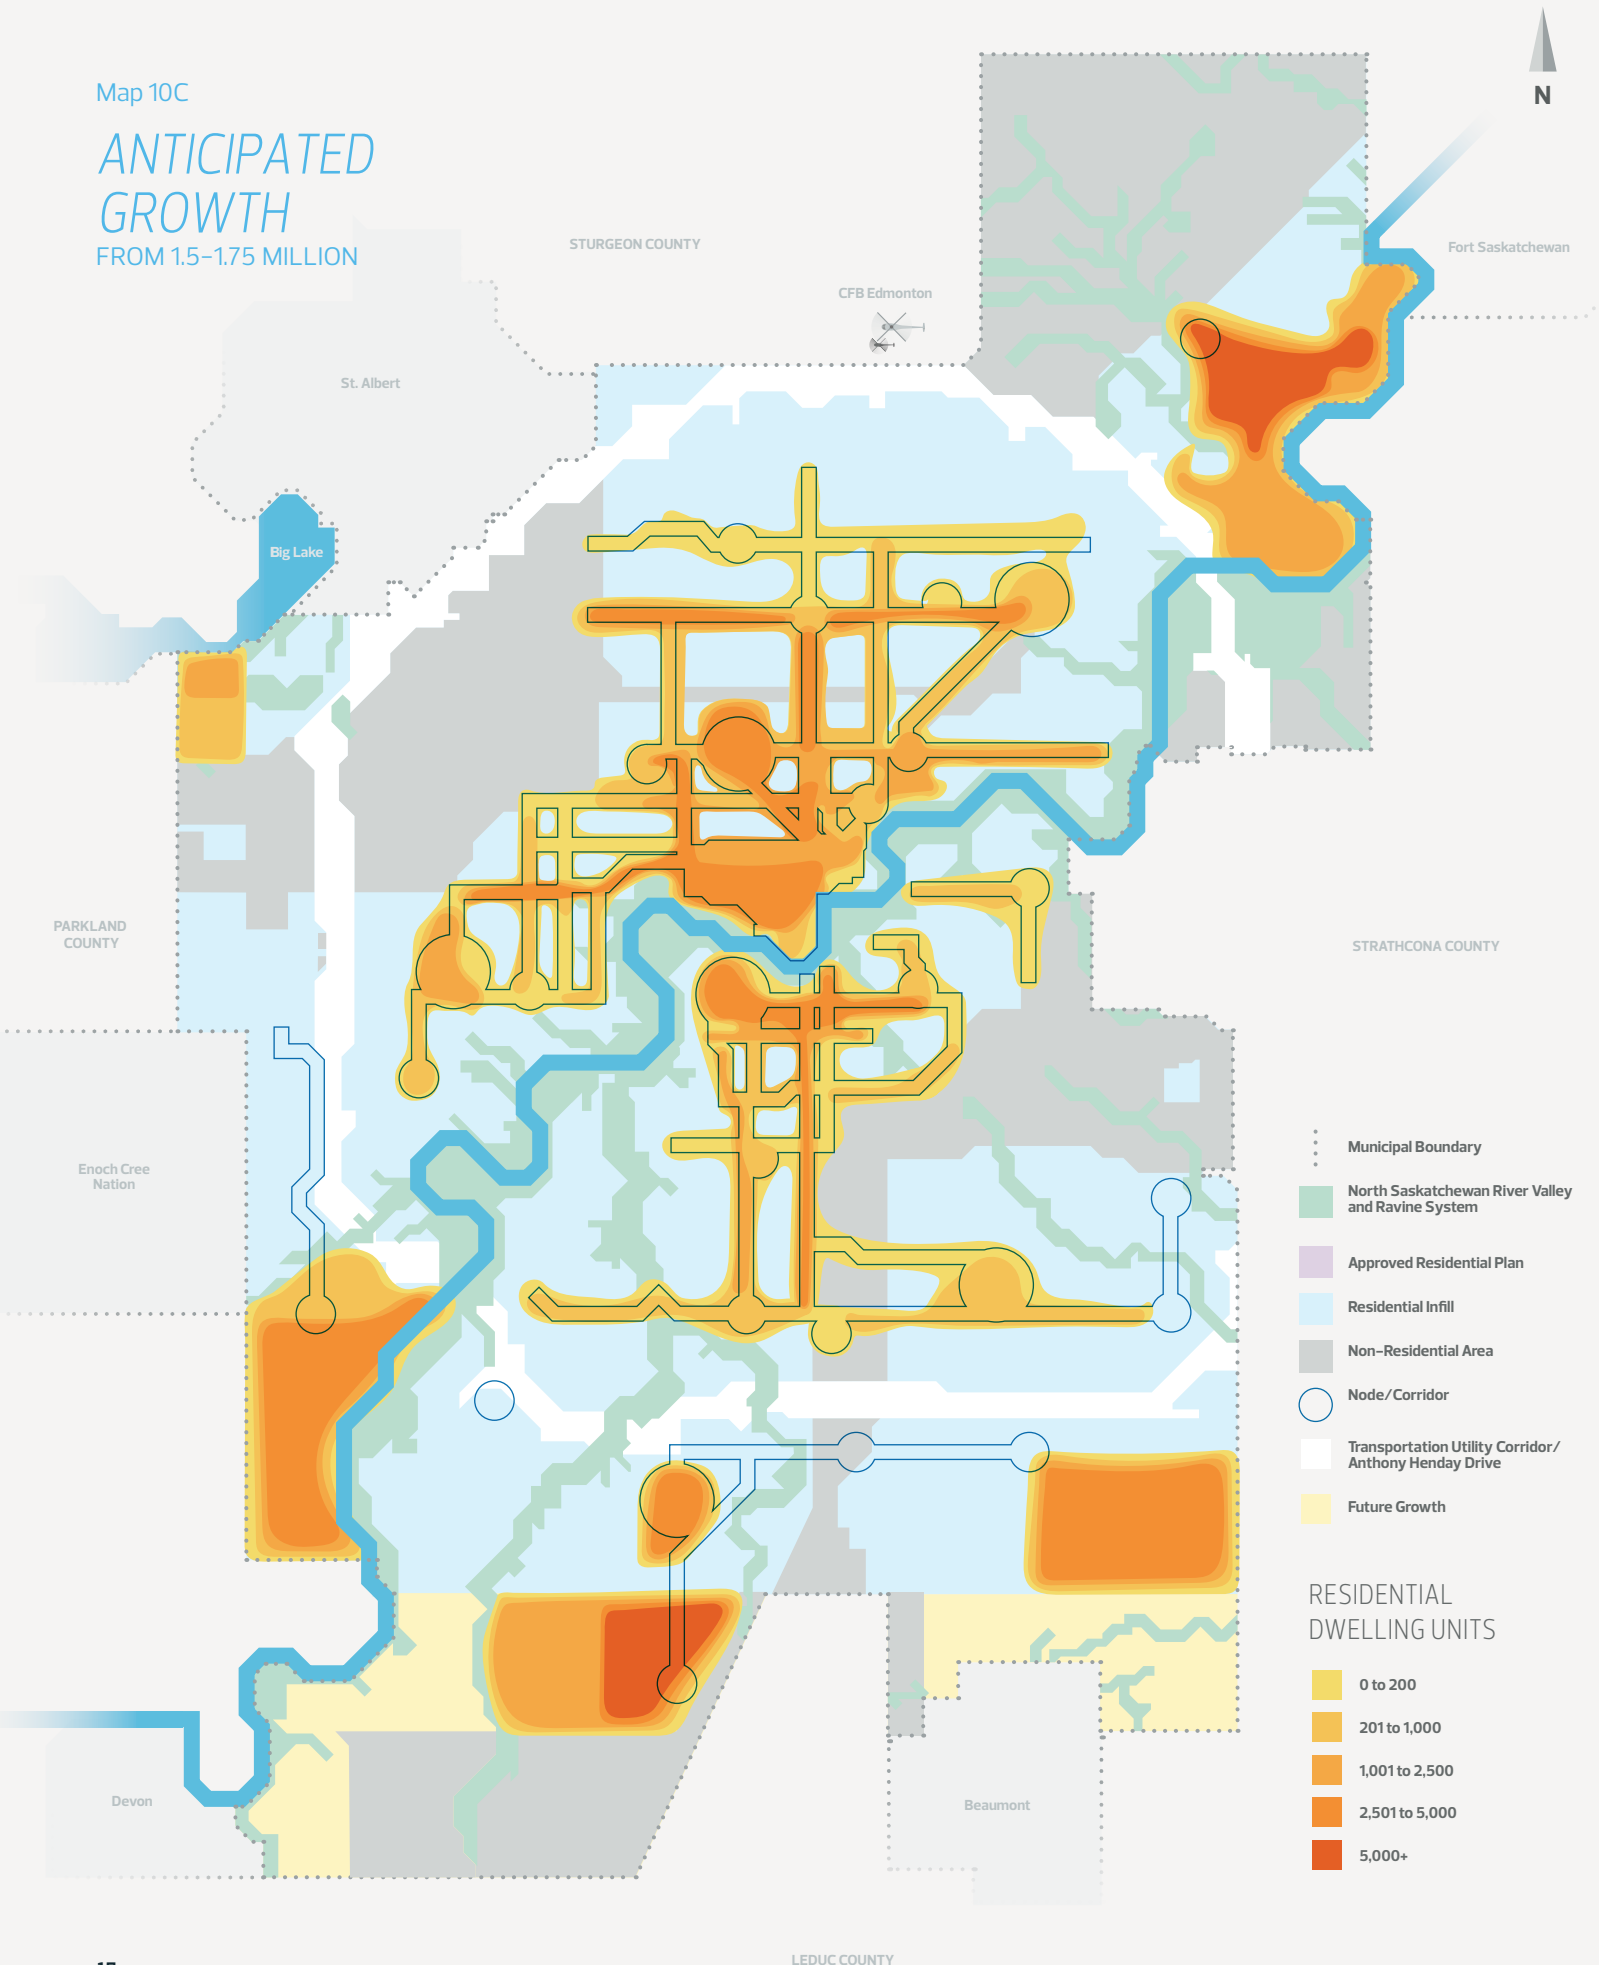 Map 10C
ANTICIPATED
GROWTH
FROM 1.5–1.75 MILLION
N
STURGEON COUNTY
Fort Saskatchewan
CFB Edmonton
St. Albert
Big Lake
PARKLAND
COUNTY
STRATHCONA COUNTY
Enoch Cree
Nation
Devon
Beaumont
LEDUC COUNTY
Municipal Boundary
North Saskatchewan River Valley
and Ravine System
Approved Residential Plan
Residential Infill
Non-Residential Area
Node/Corridor
Transportation Utility Corridor/
Anthony Henday Drive
Future Growth
RESIDENTIAL
DWELLING UNITS
0 to 200
201 to 1,000
1,001 to 2,500
2,501 to 5,000
5,000+